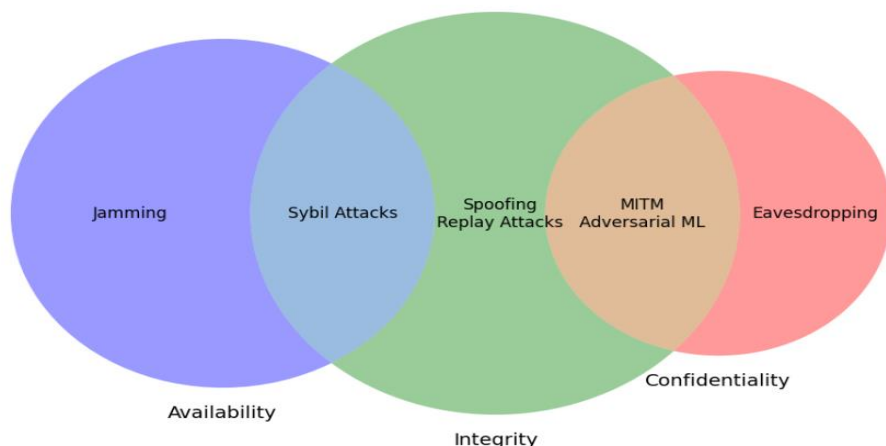 Jamming
Sybil Attacks
Spoofing
Replay Attacks
MITM
Adversarial ML
Eavesdropping
Availability
Integrity
Confidentiality